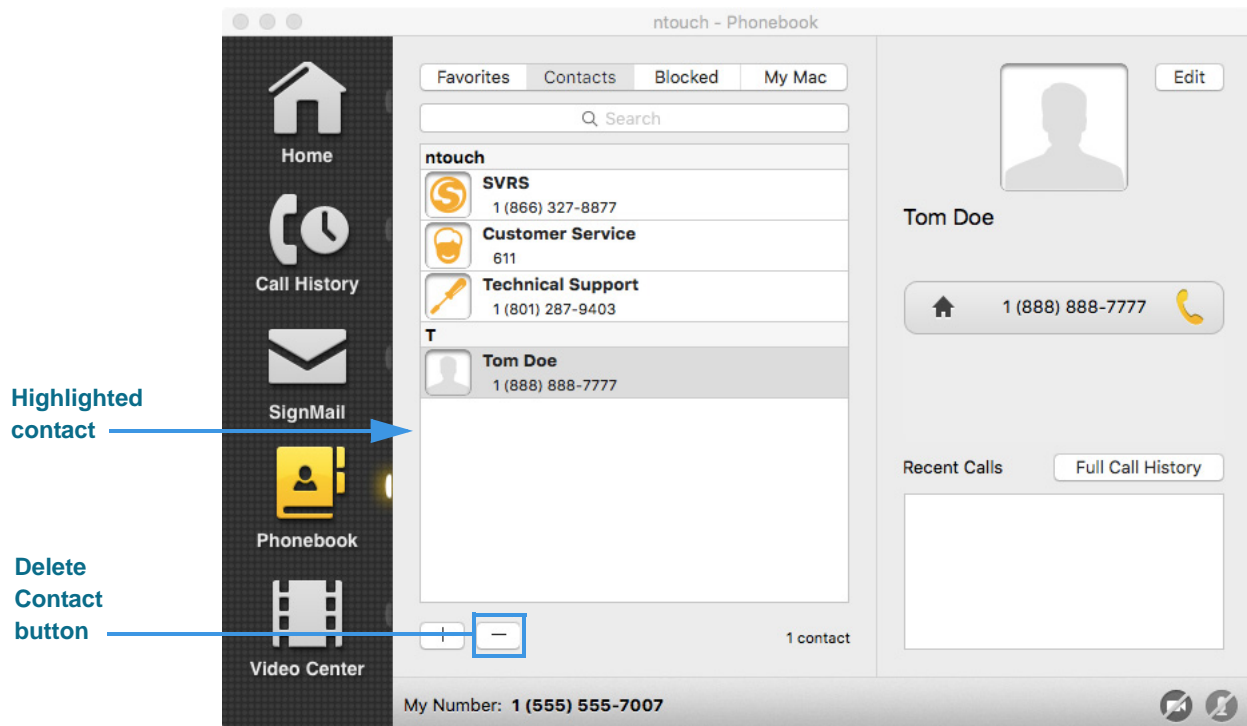 ntouch - Phonebook
Home
Call History
SignMail
Phonebook
Video Center
Highlighted
contact
Delete
Contact
button
Favorites Contacts Blocked My Mac
Search
ntouch
SVRS
1 (866) 327-8877
Customer Service
611
Technical Support
1 (801) 287-9403
T
Tom Doe
1 (888) 888-7777
1 contact
Edit
Tom Doe
1 (888) 888-7777
Recent Calls Full Call History
My Number: 1 (555) 555-7007